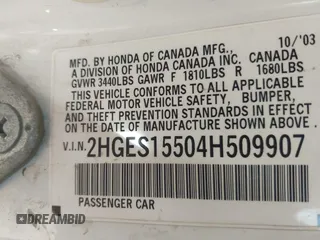 10/'03
MFD. BY HONDA OF CANADA MFG.,
A DIVISION OF HONDA CANADA INC. CANADA
GVWR 3440LBS GAWR F 1810LBS R 1680LBS
THIS VEHICLE CONFORMS TO ALL APPLICABLE
FEDERAL MOTOR VEHICLE SAFETY, BUMPER,
AND THEFT PREVENTION STANDARDS IN
EFFECT ON THE DATE OF MANUFACTURE
SHOWN ABOVE.
V.I.N. 2HGES15504H509907
PASSENGER CAR
DREAMBID